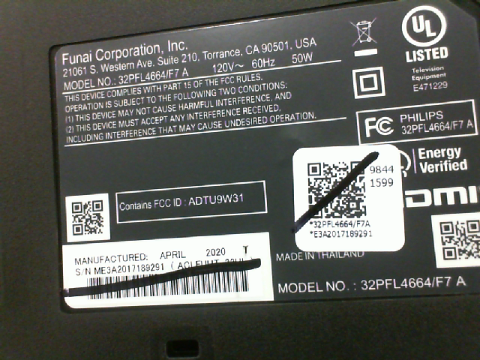 Funai Corporation, Inc.
21061 S. Western Ave. Suite 210, Torrance, CA 90501, USA
MODEL NO.: 32PFL4664/F7 A 120V~ 60Hz 50W
THIS DEVICE COMPLIES WITH PART 15 OF THE FCC RULES.
OPERATION IS SUBJECT TO THE FOLLOWING TWO CONDITIONS:
(1) THIS DEVICE MAY NOT CAUSE HARMFUL INTERFERENCE, AND
(2) THIS DEVICE MUST ACCEPT ANY INTERFERENCE RECEIVED,
INCLUDING INTERFERENCE THAT MAY CAUSE UNDESIRED OPERATION.
UL
LISTED
Television
Equipment
E471229
FC PHILIPS
32PFL4664/F7 A
Energy
Verified
9844
1599
*32PFL4664/F7A
*E3A2017189291
Contains FCC ID : ADTU9W31
MANUFACTURED: APRIL 2020 T
S/N ME3A2017189291
MADE IN THAILAND
MODEL NO. : 32PFL4664/F7 A